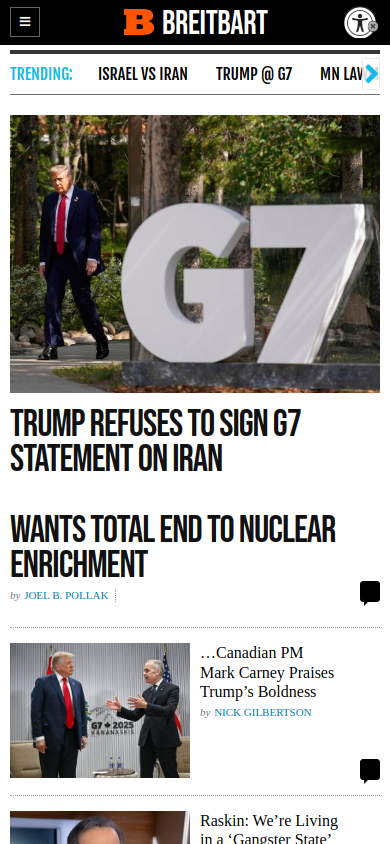 BREITBART
TRENDING:
ISRAEL VS IRAN
TRUMP @ G7
MN LAW
G7
TRUMP REFUSES TO SIGN G7
STATEMENT ON IRAN
WANTS TOTAL END TO NUCLEAR
ENRICHMENT
by JOEL B. POLLAK
G7 2025
KANANASKIS
…Canadian PM
Mark Carney Praises
Trump’s Boldness
by NICK GILBERTSON
Raskin: We’re Living
in a ‘Gangster State’